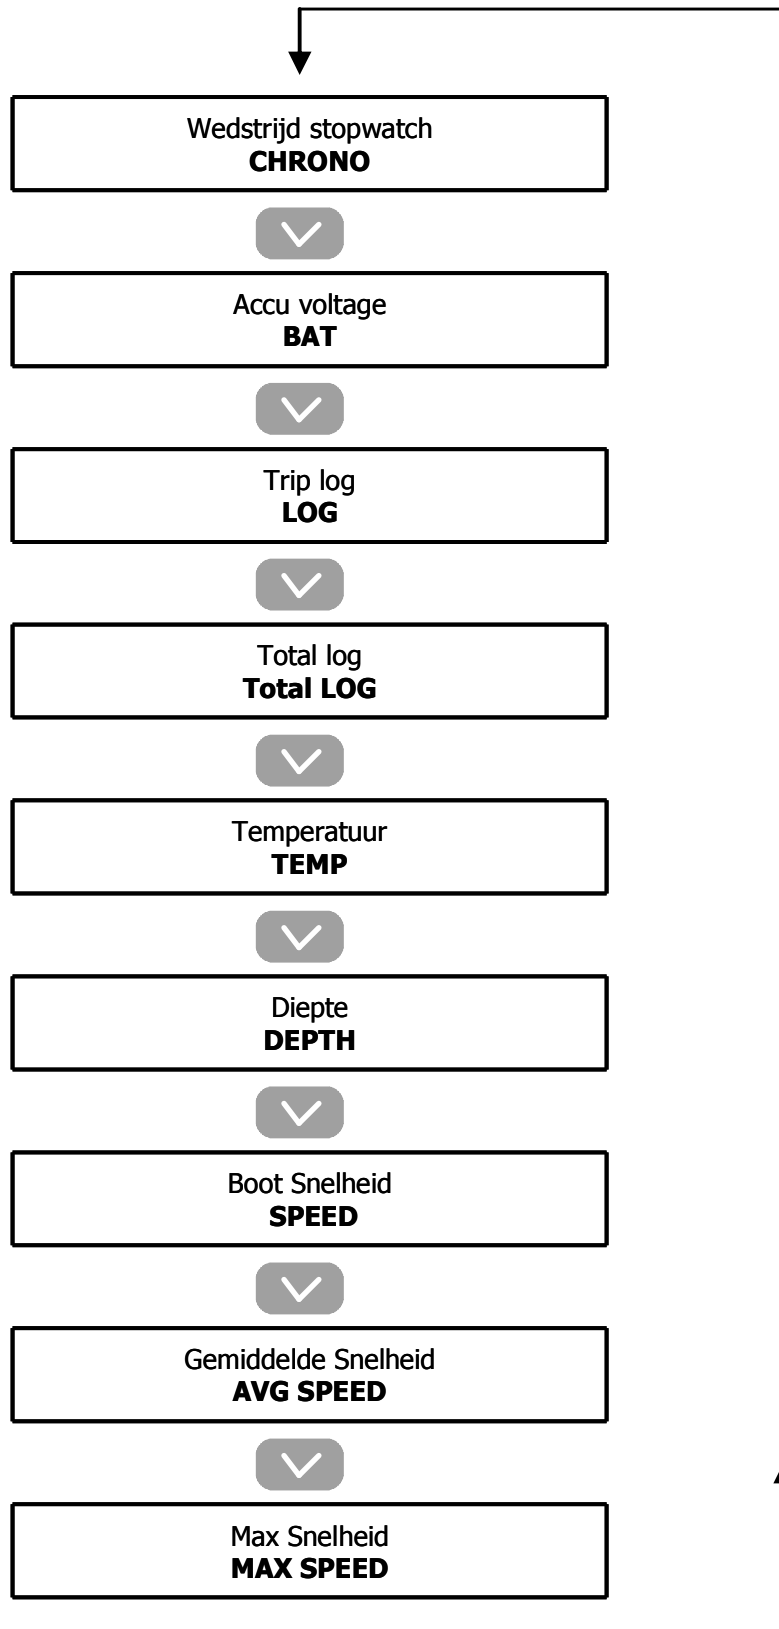 Wedstrijd stopwatch
CHRONO
Accu voltage
BAT
Trip log
LOG
Total log
Total LOG
Temperatuur
TEMP
Diepte
DEPTH
Boot Snelheid
SPEED
Gemiddelde Snelheid
AVG SPEED
Max Snelheid
MAX SPEED